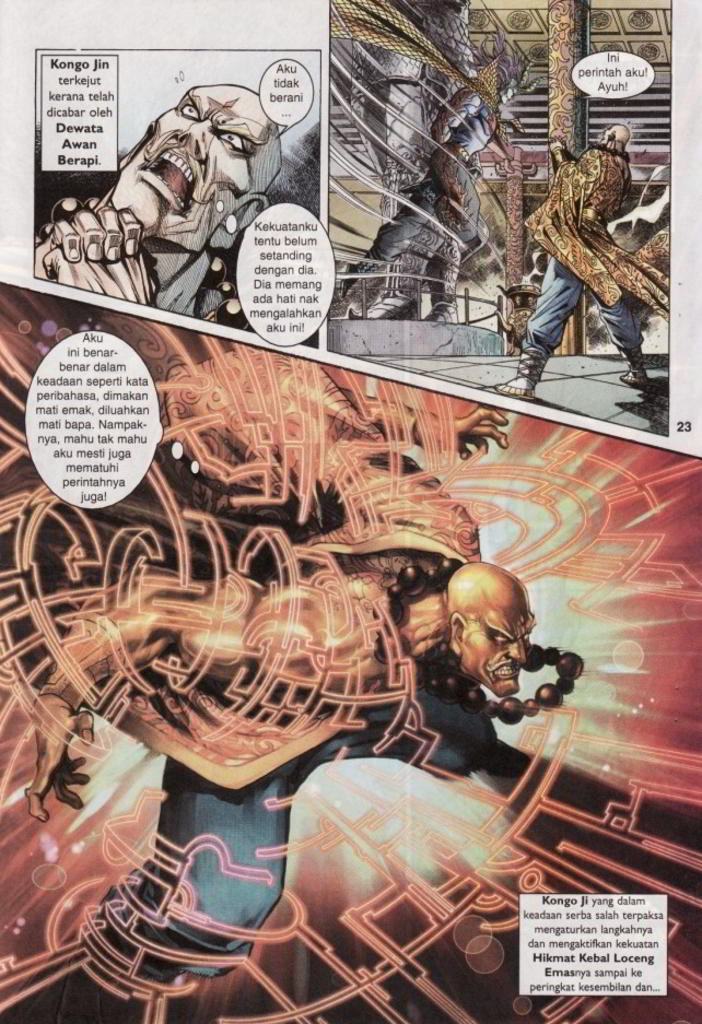 Kongo Jin
terkejut
kerana telah
dicabar oleh
Dewata
Awan
Berapi.
Aku
tidak
berani
...
Kekuatanku
tentu belum
setanding
dengan dia.
Dia memang
ada hati nak
mengalahkan
aku ini!
Ini
perintah aku!
Ayuh!
23
Aku
ini benar-
benar dalam
keadaan seperti kata
peribahasa, dimakan
mati emak, diluahkan
mati bapa. Nampak-
nya, mahu tak mahu
aku mesti juga
mematuhi
perintahnya
juga!
Kongo Ji yang dalam
keadaan serba salah terpaksa
mengaturkan langkahnya
dan mengaktifkan kekuatan
Hikmat Kebal Loceng
Emasnya sampai ke
peringkat kesembilan dan...